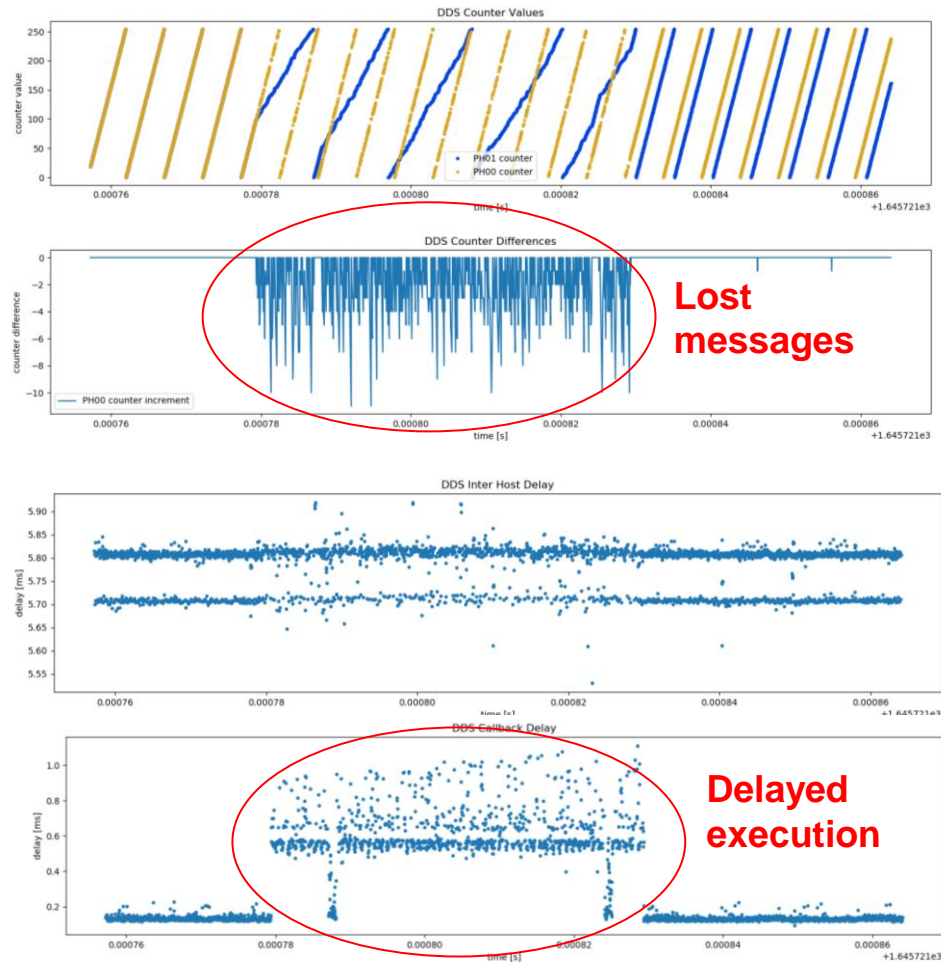 DDS Counter Values
counter value
250
200
150
100
50
0
PH01 counter
PH00 counter
0.00076
0.00078
0.00080
0.00082
0.00084
0.00086
time [s]
+1.645721e3
DDS Counter Differences
counter difference
0
−2
−4
−6
−8
−10
PH00 counter increment
Lost
messages
0.00076
0.00078
0.00080
0.00082
0.00084
0.00086
time [s]
+1.645721e3
DDS Inter Host Delay
delay [ms]
5.90
5.85
5.80
5.75
5.70
5.65
5.60
5.55
0.00076
0.00078
0.00080
0.00082
0.00084
0.00086
time [s]
+1.645721e3
DDS Callback Delay
delay [ms]
1.0
0.8
0.6
0.4
0.2
Delayed
execution
0.00076
0.00078
0.00080
0.00082
0.00084
0.00086
time [s]
+1.645721e3